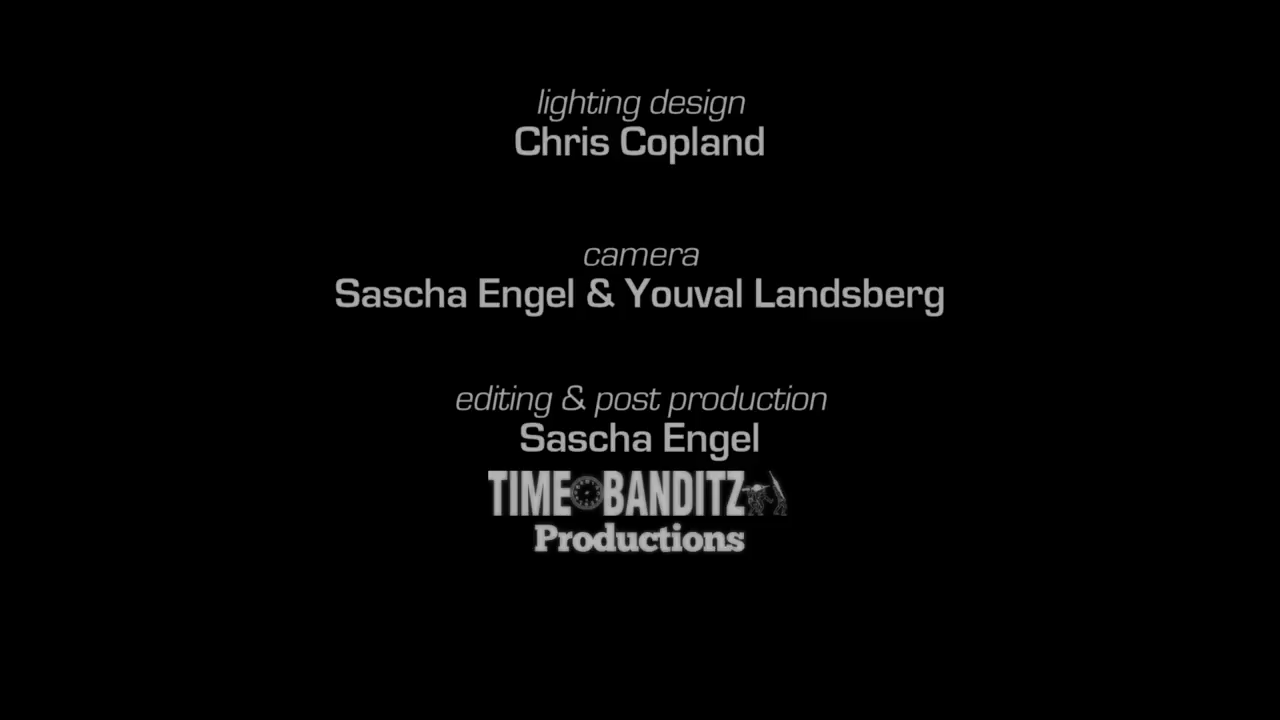 lighting design
Chris Copland
camera
Sascha Engel & Youval Landsberg
editing & post production
Sascha Engel
TIME BANDITZ
Productions